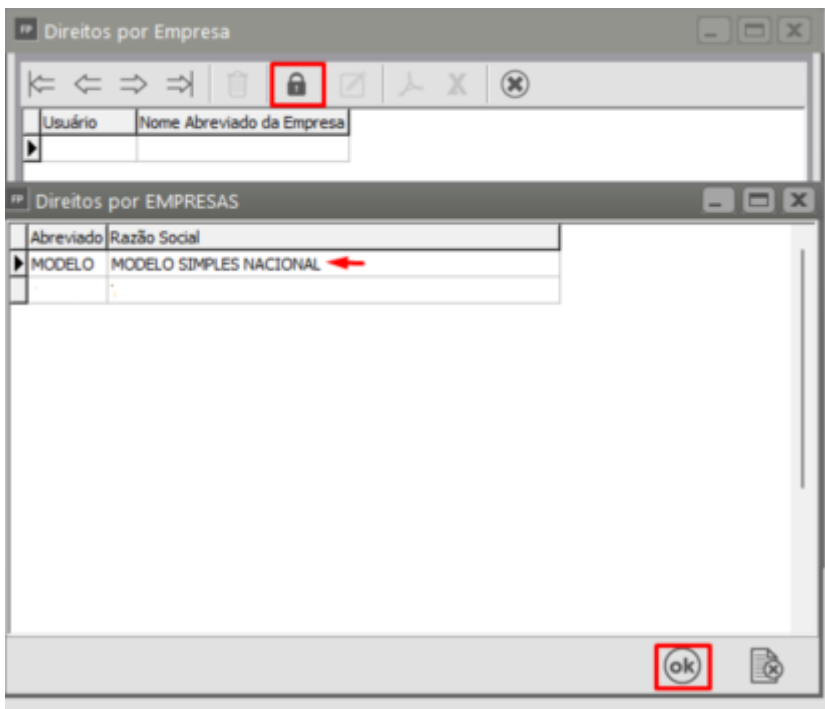 FP Direitos por Empresa
X
Usuário Nome Abreviado da Empresa
FP Direitos por EMPRESAS
Abreviado Razão Social
MODELO MODELO SIMPLES NACIONAL
ok